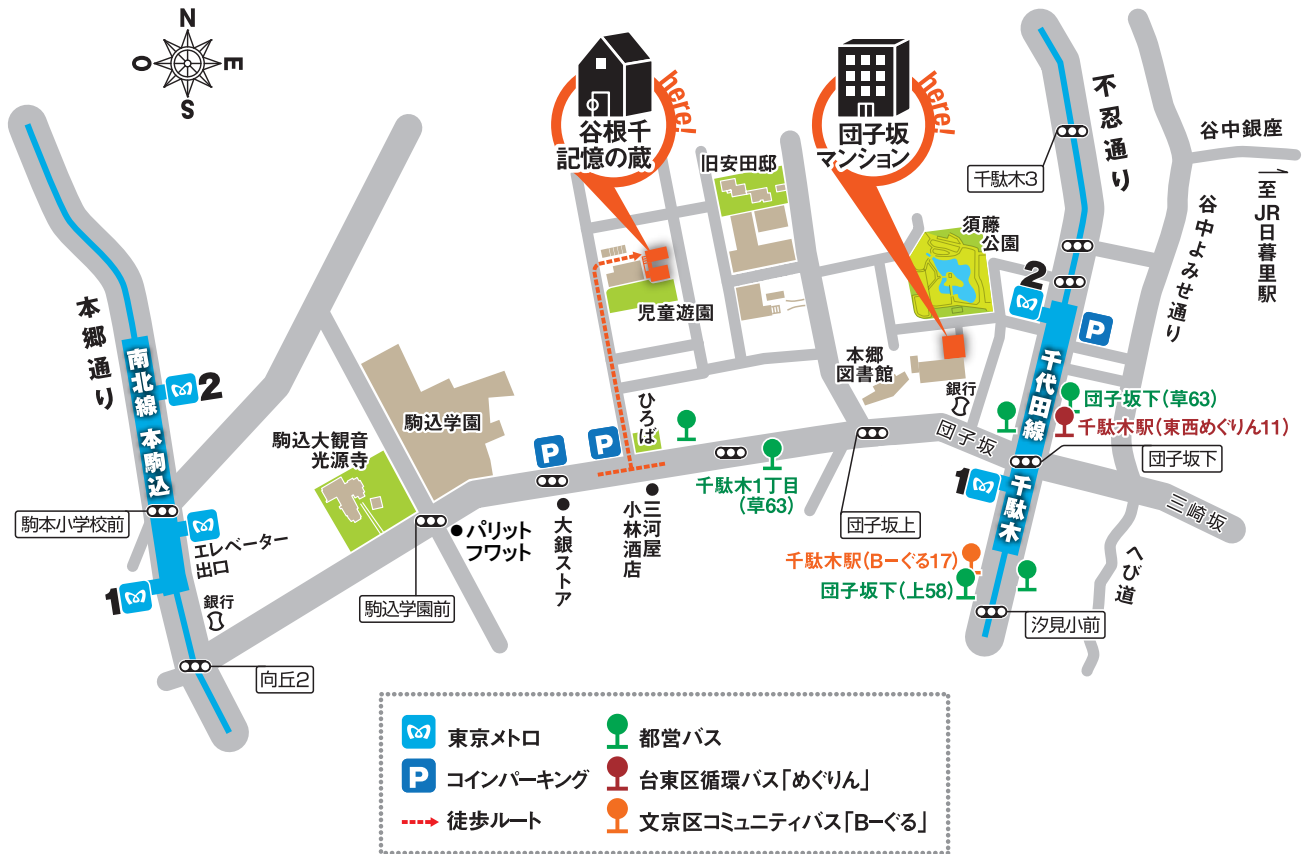 N
O
E
S
谷根千
記憶の蔵
here!
団子坂
マンション
here!
旧安田邸
須藤
公園
不忍通り
千駄木3
谷中銀座
至JR日暮里駅
谷中よみせ通り
本郷通り
南北線 本駒込
2
駒込学園
駒込大観音
光源寺
児童遊園
ひろば
本郷
図書館
銀行
2
P
千代田線 千駄木
団子坂下(草63)
千駄木駅(東西めぐりん11)
団子坂
団子坂下
1
三崎坂
へび道
P
P
千駄木1丁目
(草63)
団子坂上
駒本小学校前
エレベーター
出口
1
銀行
向丘2
駒込学園前
パリット
フワット
大銀ストア
三河屋
小林酒店
千駄木駅(Bーぐる17)
団子坂下(上58)
汐見小前
東京メトロ
P コインパーキング
徒歩ルート
都営バス
台東区循環バス「めぐりん」
文京区コミュニティバス「Bーぐる」